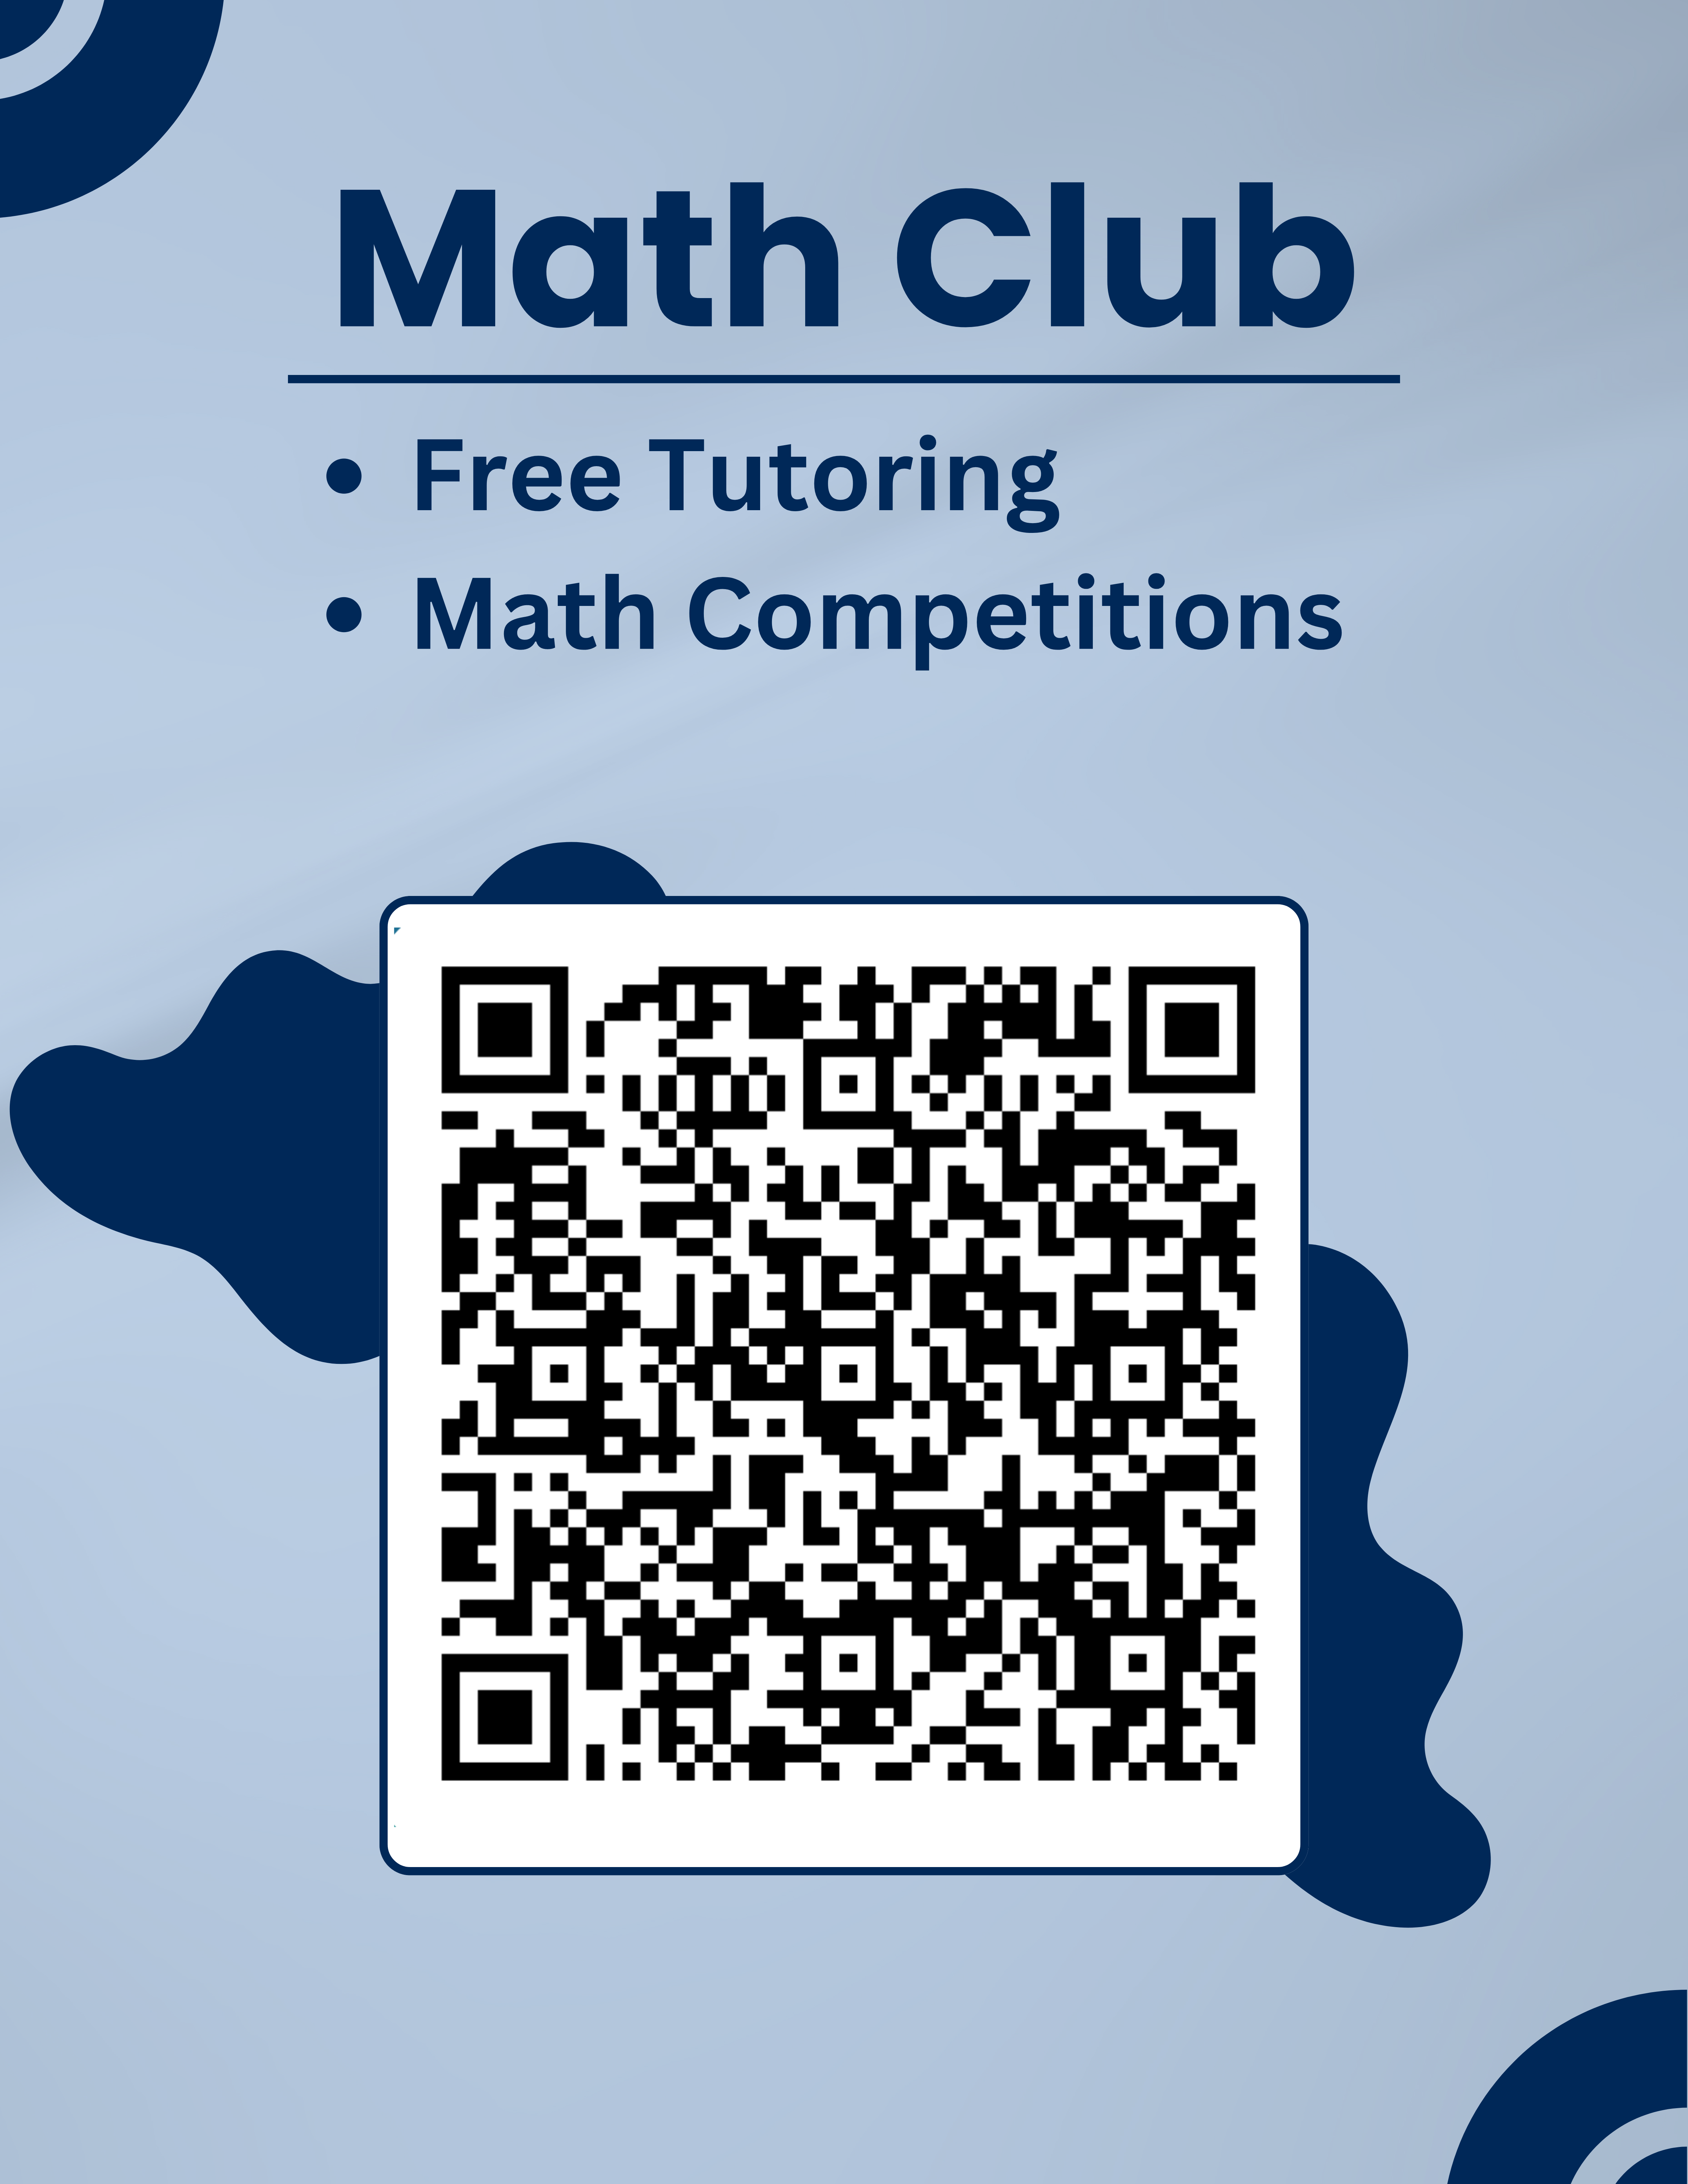 Math Club
• Free Tutoring
• Math Competitions